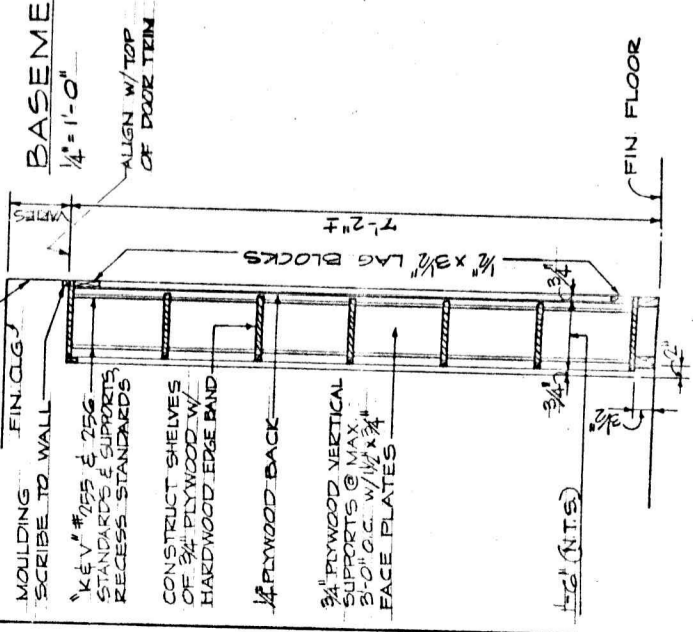 BASEME
1/4" = 1'-0"
ALIGN W/ TOP
OF DOOR TRIM
FIN. CLG.
VARIES
MOULDING
SCRIBE TO WALL
"K&V" #255 & 256
STANDARDS & SUPPORTS,
RECESS STANDARDS
CONSTRUCT SHELVES
OF 3/4" PLYWOOD W/
HARDWOOD EDGE BAND
1/4" PLYWOOD BACK
3/4" PLYWOOD VERTICAL
SUPPORTS @ MAX.
3'-0" O.C. W/ 1 1/2" x 3/4"
FACE PLATES
1/2" x 3 1/2" LAG BLOCKS
7'-2" ±
3/4"
3/4"
1'-6" (N.T.S.)
2"
FIN. FLOOR